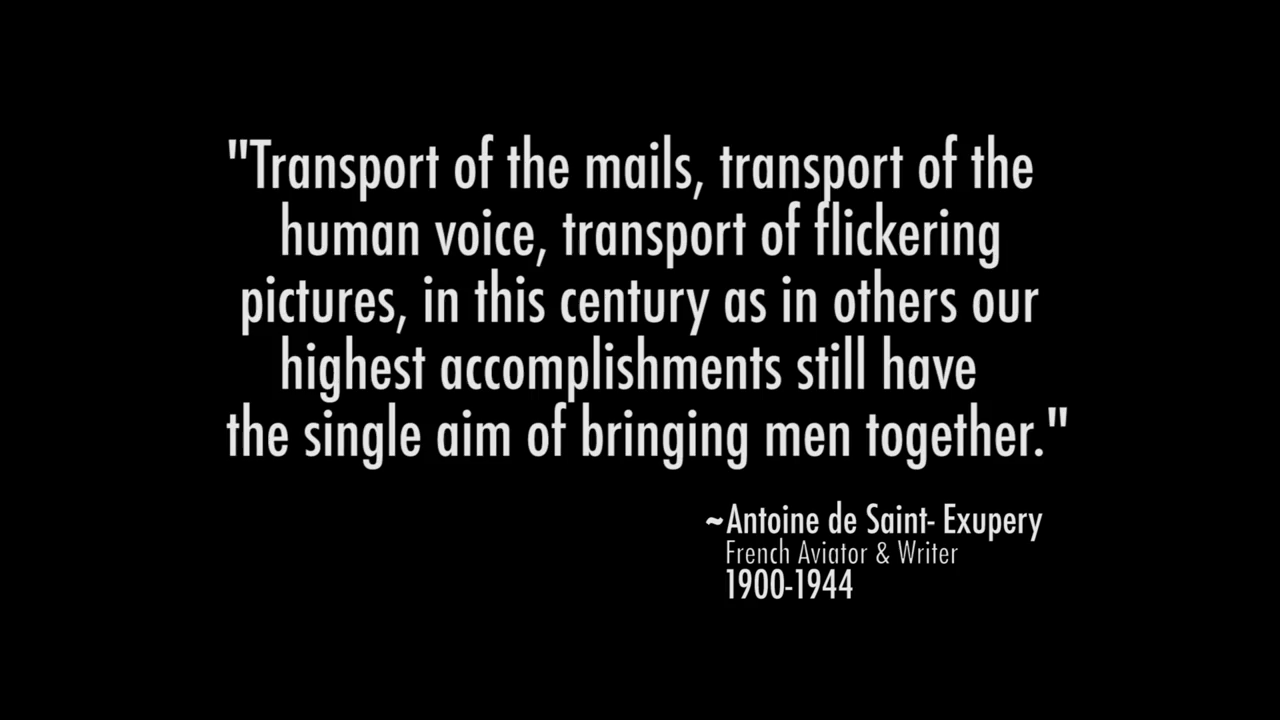 "Transport of the mails, transport of the
human voice, transport of flickering
pictures, in this century as in others our
highest accomplishments still have
the single aim of bringing men together."
~Antoine de Saint- Exupery
French Aviator & Writer
1900-1944